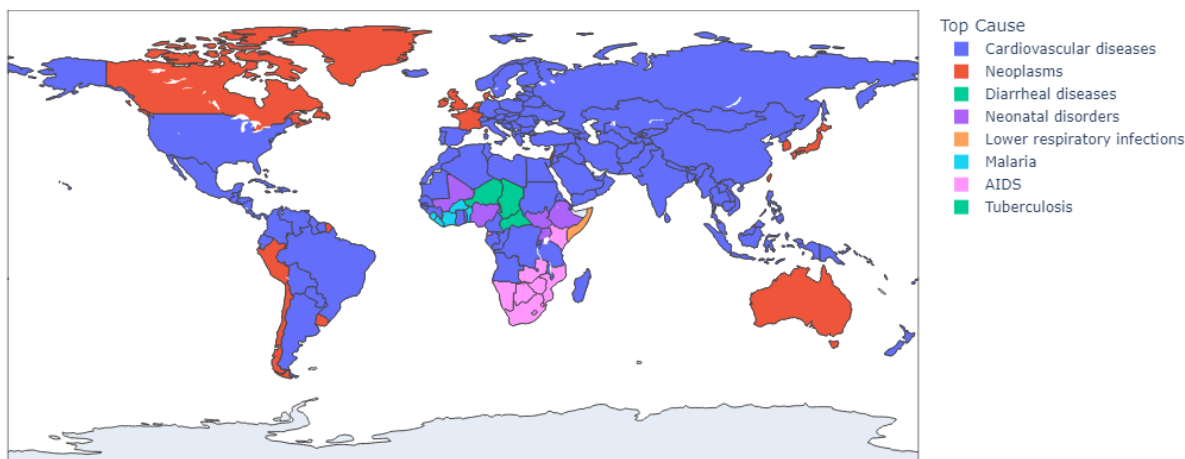 Top Cause
Cardiovascular diseases
Neoplasms
Diarrheal diseases
Neonatal disorders
Lower respiratory infections
Malaria
AIDS
Tuberculosis